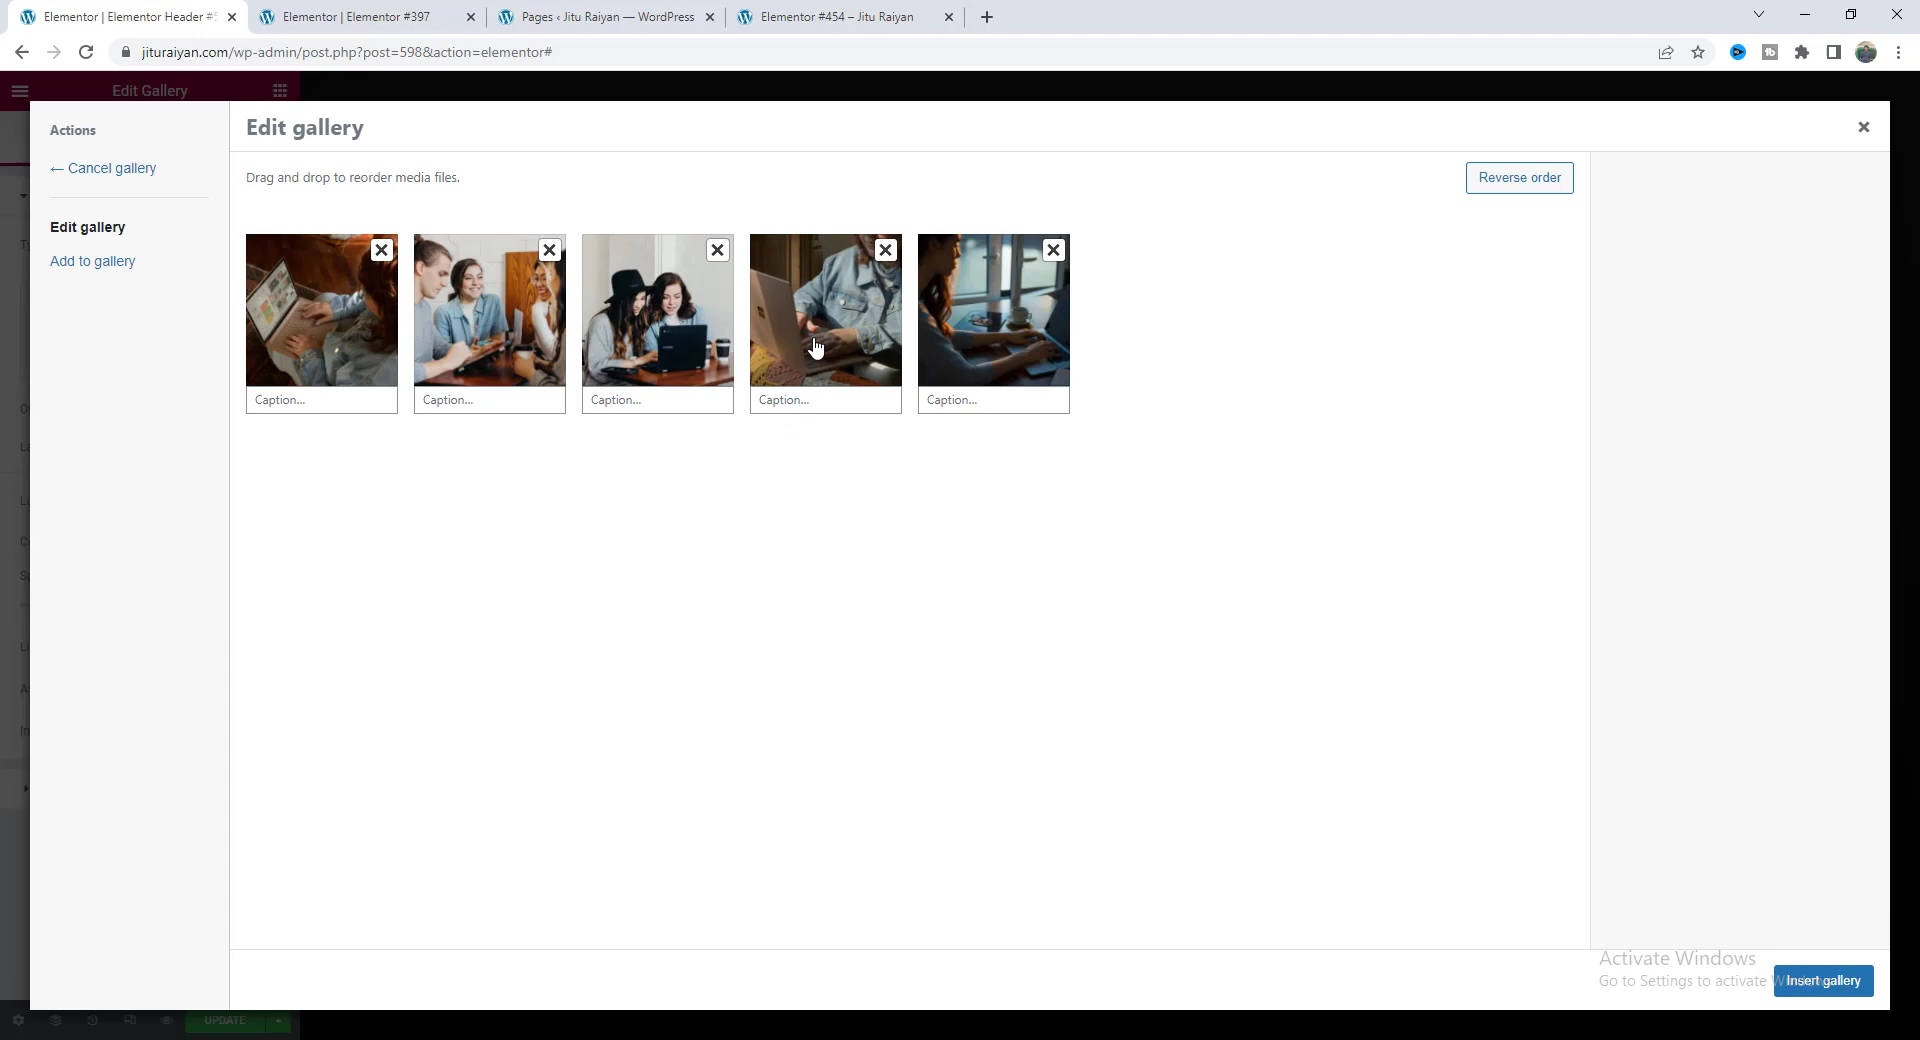 Elementor | Elementor Header #5
Elementor | Elementor #397
Pages ‹ Jitu Raiyan — WordPress
Elementor #454 – Jitu Raiyan
jituraiyan.com/wp-admin/post.php?post=598&action=elementor#
Edit Gallery
Actions
← Cancel gallery
Edit gallery
Add to gallery
Edit gallery
Drag and drop to reorder media files.
Reverse order
Caption...
Caption...
Caption...
Caption...
Caption...
Activate Windows
Go to Settings to activate Windows.
Insert gallery
UPDATE